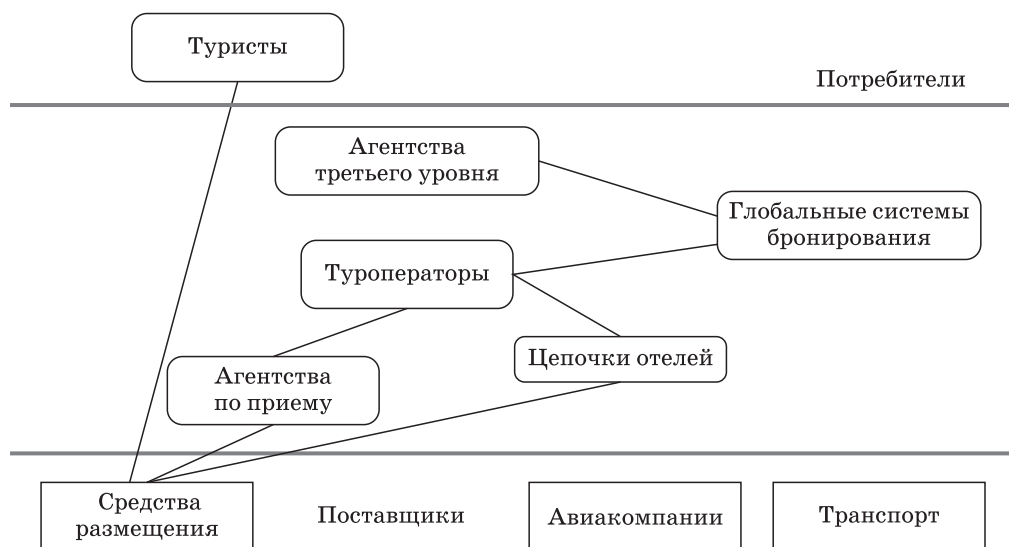 Туристы
Потребители
Агентства
третьего уровня
Глобальные системы
бронирования
Туроператоры
Цепочки отелей
Агентства
по приему
Средства
размещения
Поставщики
Авиакомпании
Транспорт